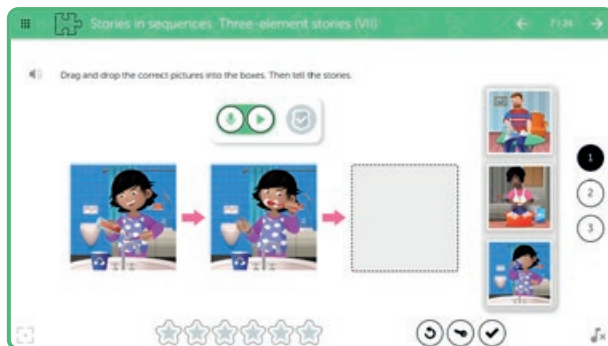 Stories in sequences. Three-element stories (VII)
7 / 24
Drag and drop the correct pictures into the boxes. Then tell the stories.
1
2
3